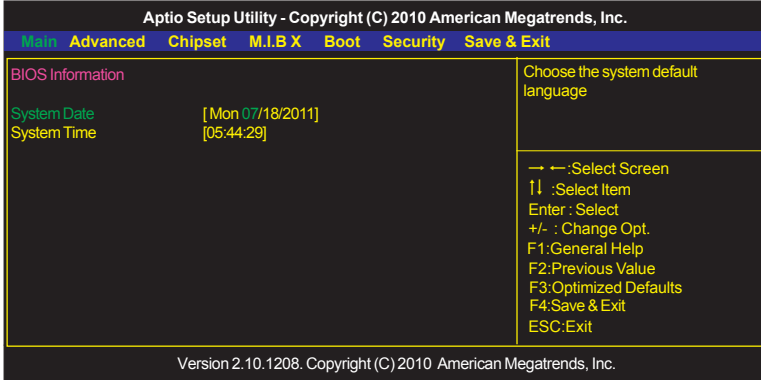 Aptio Setup Utility - Copyright (C) 2010 American Megatrends, Inc.
Main Advanced Chipset M.I.B X Boot Security Save & Exit
BIOS Information
System Date [ Mon 07/18/2011]
System Time [05:44:29]
Choose the system default
language
→ ←:Select Screen
↑↓ :Select Item
Enter : Select
+/- : Change Opt.
F1:General Help
F2:Previous Value
F3:Optimized Defaults
F4:Save & Exit
ESC:Exit
Version 2.10.1208. Copyright (C) 2010 American Megatrends, Inc.